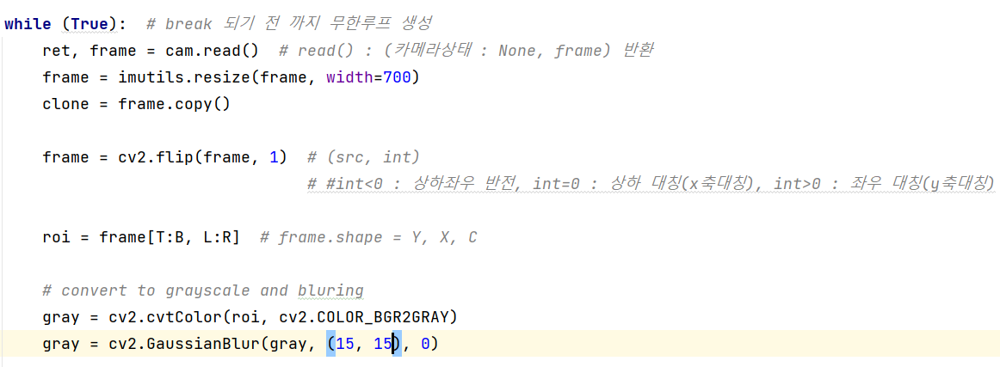 while (True):  # break 되기 전 까지 무한루프 생성
    ret, frame = cam.read()  # read() : (카메라상태 : None, frame) 반환
    frame = imutils.resize(frame, width=700)
    clone = frame.copy()
    frame = cv2.flip(frame, 1)  # (src, int)
                                # #int<0 : 상하좌우 반전, int=0 : 상하 대칭(x축대칭), int>0 : 좌우 대칭(y축대칭)
    roi = frame[T:B, L:R]  # frame.shape = Y, X, C
    # convert to grayscale and bluring
    gray = cv2.cvtColor(roi, cv2.COLOR_BGR2GRAY)
    gray = cv2.GaussianBlur(gray, (15, 15), 0)